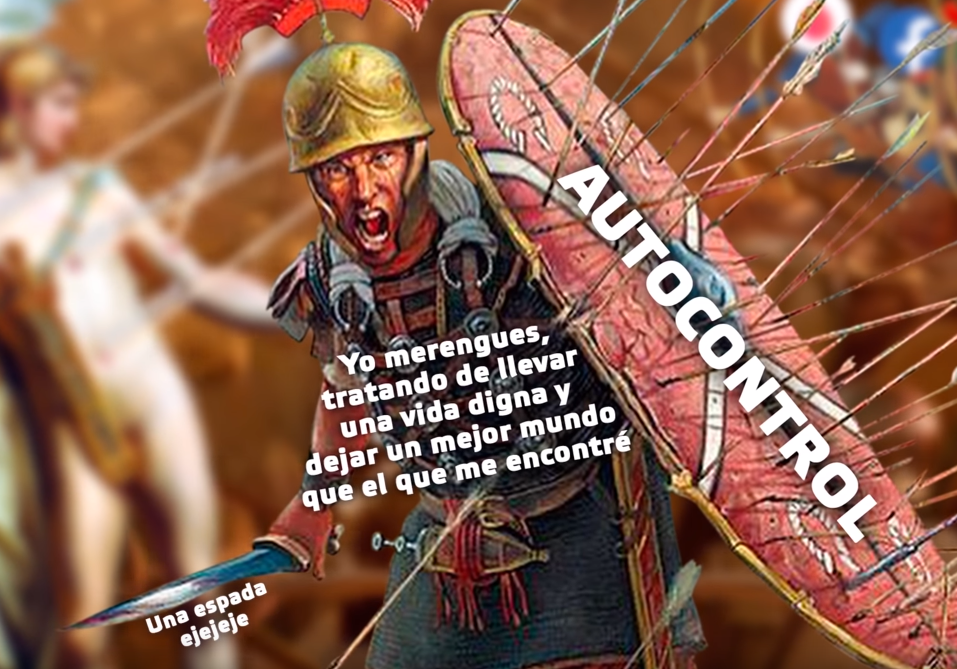 AUTOCONTROL
Yo merengues,
tratando de llevar
una vida digna y
dejar un mejor mundo
que el que me encontré
Una espada
ejejeje